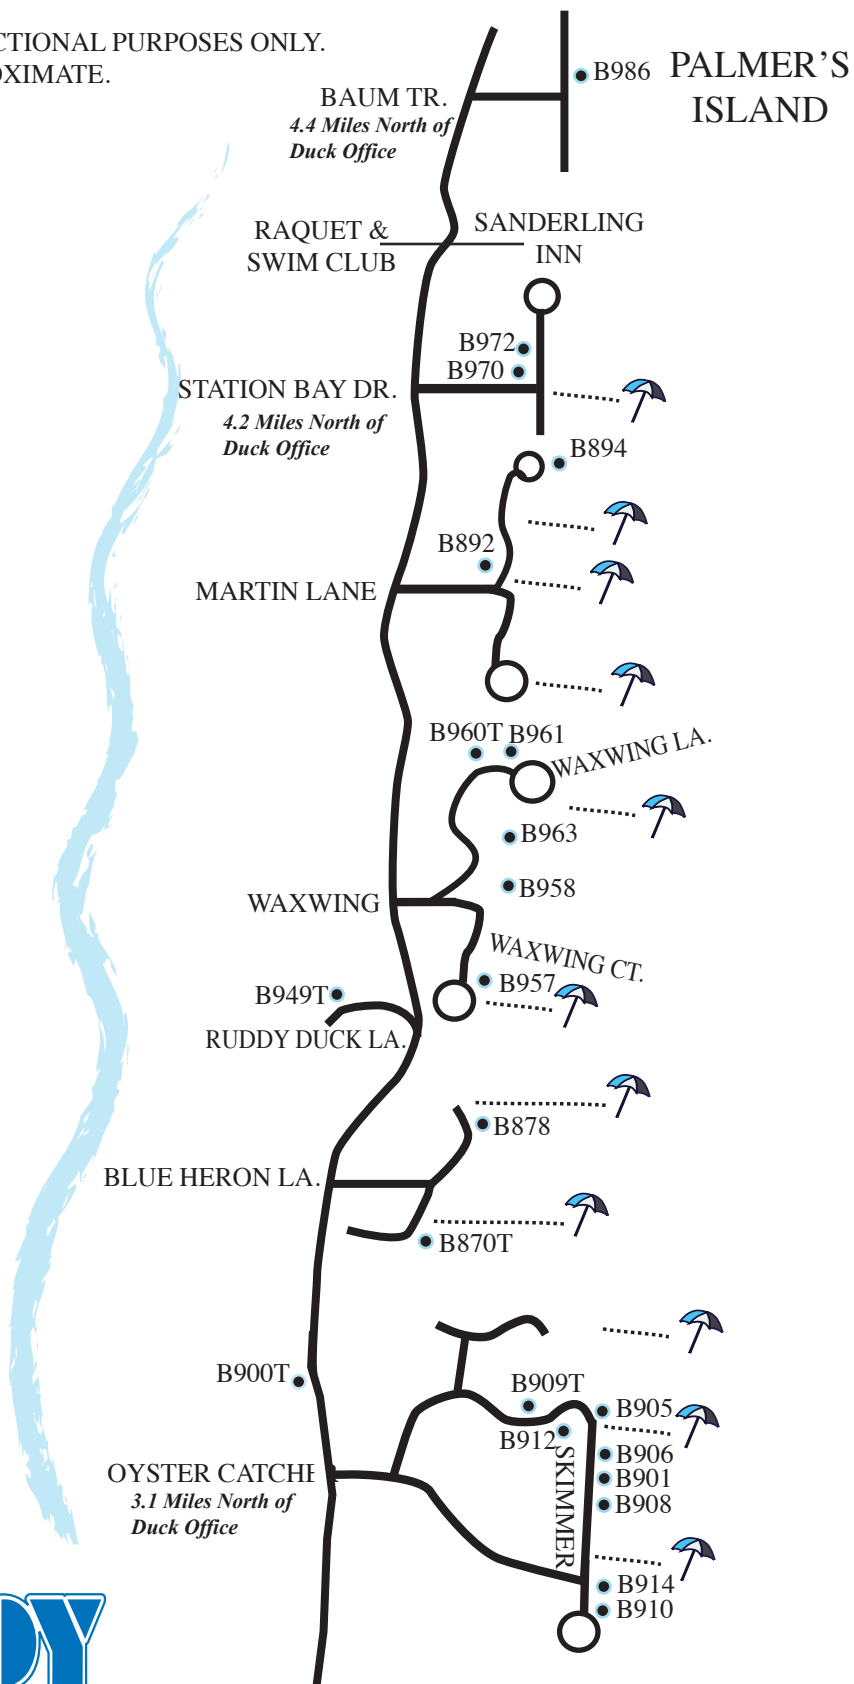 CTIONAL PURPOSES ONLY.
OXIMATE.
B986
PALMER'S
ISLAND
BAUM TR.
4.4 Miles North of
Duck Office
RAQUET &
SWIM CLUB
SANDERLING
INN
B972
B970
STATION BAY DR.
4.2 Miles North of
Duck Office
B894
B892
MARTIN LANE
B960T
B961
WAXWING LA.
B963
B958
WAXWING
WAXWING CT.
B957
B949T
RUDDY DUCK LA.
B878
BLUE HERON LA.
B870T
B900T
B909T
B905
B912
SKIMMER
B906
B901
B908
OYSTER CATCHE
3.1 Miles North of
Duck Office
B914
B910
DY